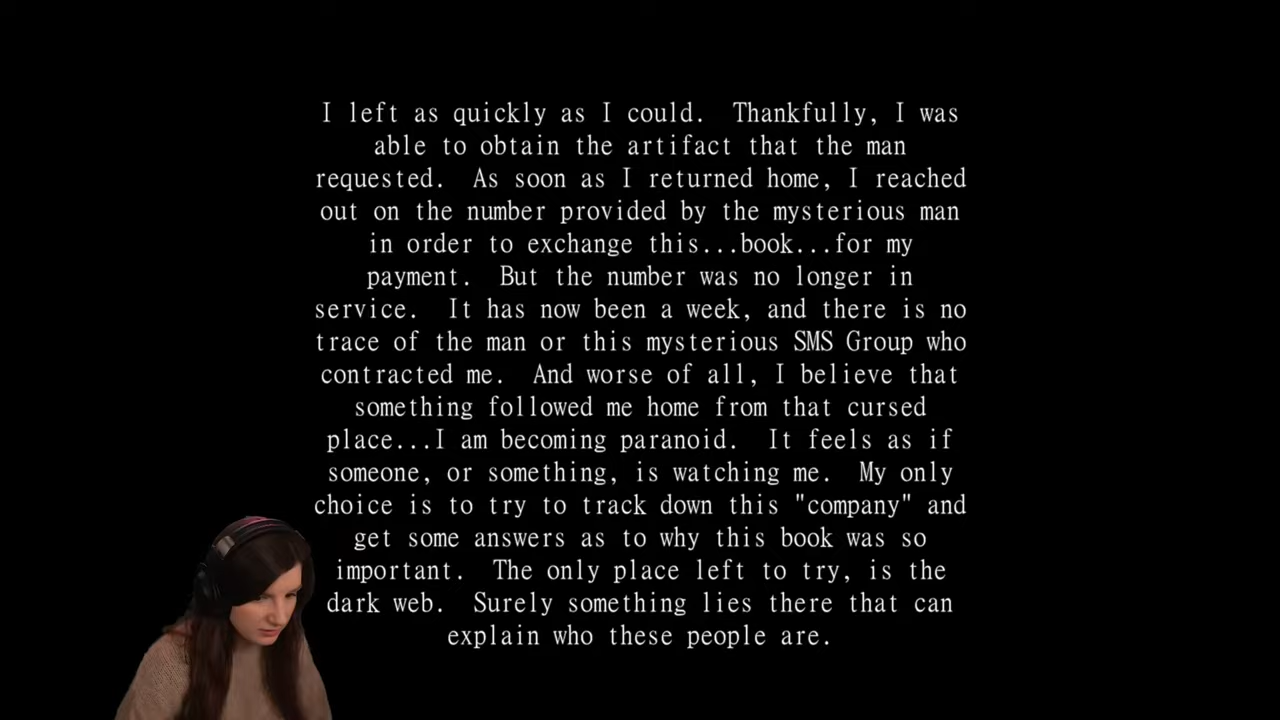 I left as quickly as I could.  Thankfully, I was
able to obtain the artifact that the man
requested.  As soon as I returned home, I reached
out on the number provided by the mysterious man
in order to exchange this...book...for my
payment.  But the number was no longer in
service.  It has now been a week, and there is no
trace of the man or this mysterious SMS Group who
contracted me.  And worse of all, I believe that
something followed me home from that cursed
place...I am becoming paranoid.  It feels as if
someone, or something, is watching me.  My only
choice is to try to track down this "company" and
get some answers as to why this book was so
important.  The only place left to try, is the
dark web.  Surely something lies there that can
explain who these people are.